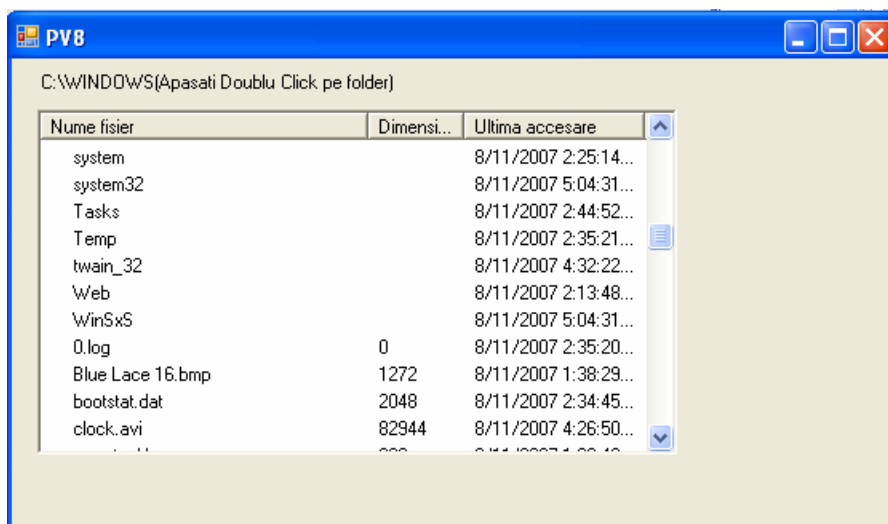 PV8
C:\WINDOWS(Apasati Doublu Click pe folder)
Nume fisier Dimensi... Ultima accesare
system 8/11/2007 2:25:14...
system32 8/11/2007 5:04:31...
Tasks 8/11/2007 2:44:52...
Temp 8/11/2007 2:35:21...
twain_32 8/11/2007 4:32:22...
Web 8/11/2007 2:13:48...
WinSxS 8/11/2007 5:04:31...
0.log 0 8/11/2007 2:35:20...
Blue Lace 16.bmp 1272 8/11/2007 1:38:29...
bootstat.dat 2048 8/11/2007 2:34:45...
clock.avi 82944 8/11/2007 4:26:50...